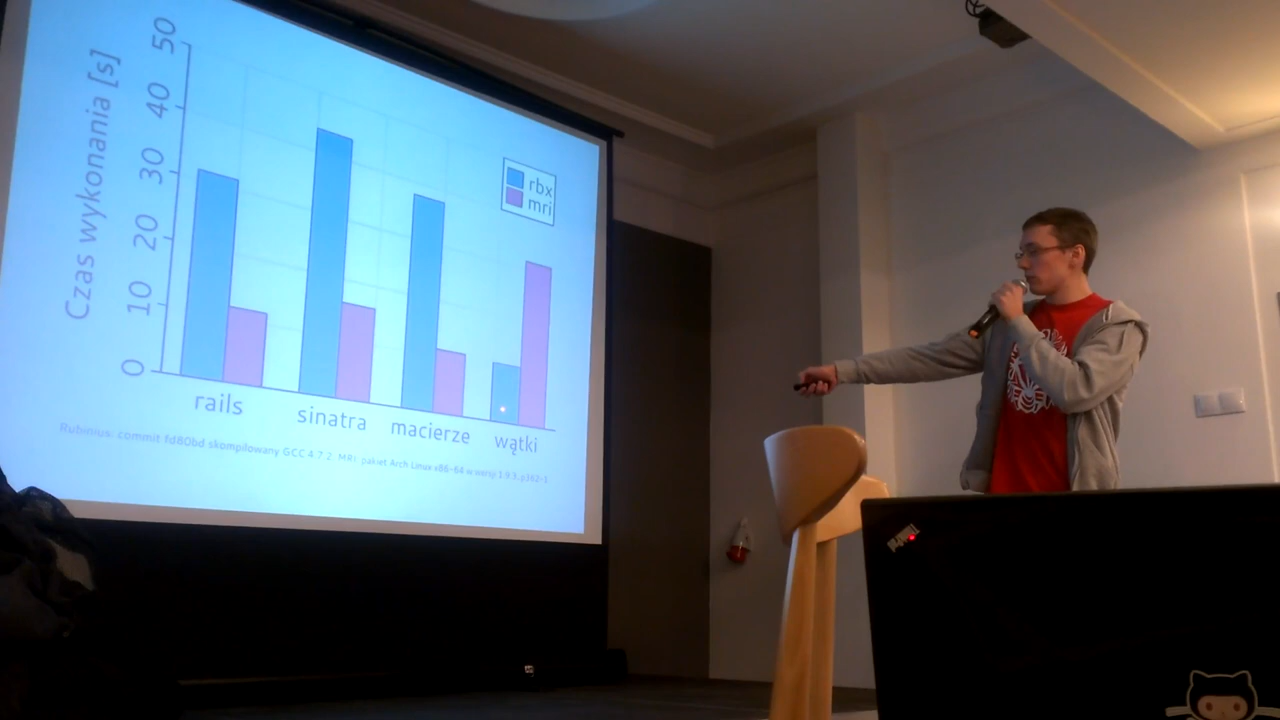 Czas wykonania [s]
50
40
30
20
10
0
rbx
mri
rails
sinatra
macierze
wątki
Rubinius: commit fd80bd skompilowany GCC 4.7.2. MRI: pakiet Arch Linux x86-64 w wersji 1.9.3_p362-1